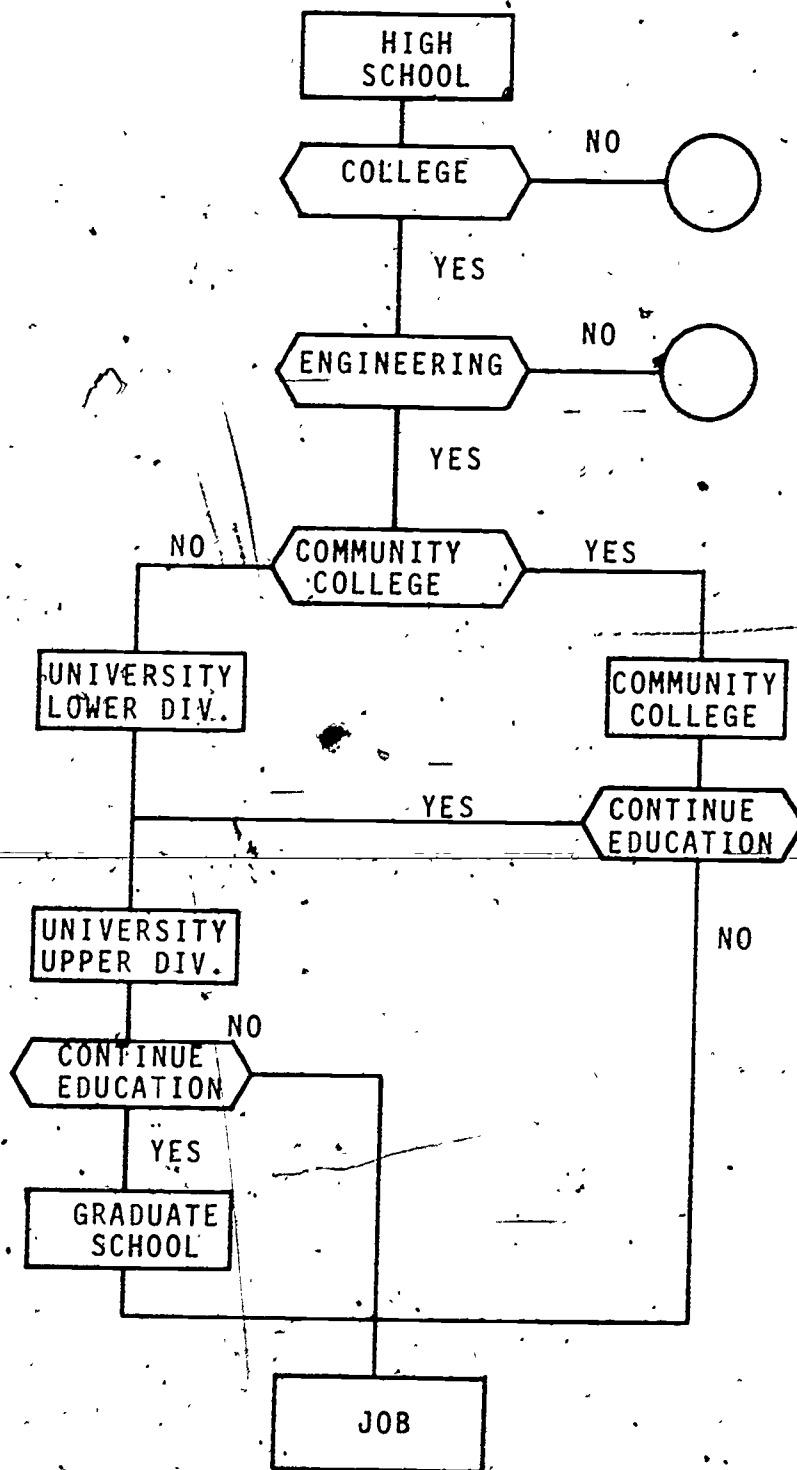 HIGH
SCHOOL
NO
COLLEGE
YES
NO
ENGINEERING
YES
NO
COMMUNITY
COLLEGE
YES
UNIVERSITY
LOWER DIV.
COMMUNITY
COLLEGE
YES
CONTINUE
EDUCATION
UNIVERSITY
UPPER DIV.
NO
NO
CONTINUE
EDUCATION
YES
GRADUATE
SCHOOL
JOB